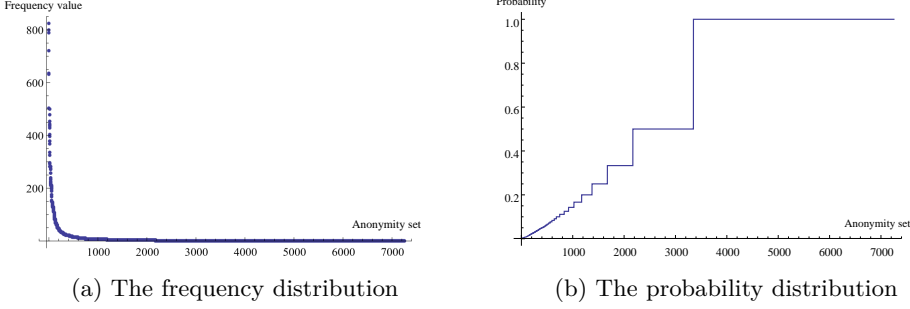 Frequency value
800
600
400
200
Anonymity set
1000 2000 3000 4000 5000 6000 7000
(a) The frequency distribution
Probability
1.0
0.8
0.6
0.4
0.2
Anonymity set
1000 2000 3000 4000 5000 6000 7000
(b) The probability distribution